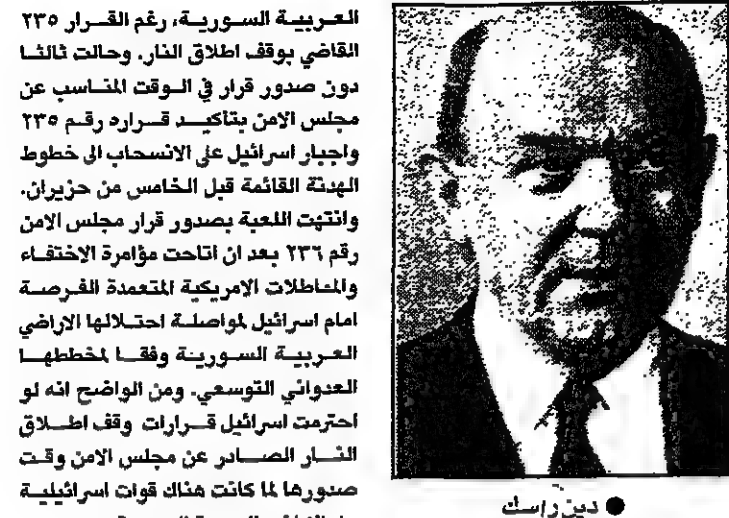 العربية السورية، رغم القرار ٢٣٥
القاضي بوقف اطلاق النار. وحالت ثالثا
دون صدور قرار في الوقت المناسب عن
مجلس الامن بتأكيد قراره رقم ٢٣٥
واجبار اسرائيل على الانسحاب الى خطوط
الهدنة القائمة قبل الخامس من حزيران.
وانتهت اللعبة بصدور قرار مجلس الامن
رقم ٢٣٦ بعد ان اتاحت مؤامرة الاختفاء
والمماطلات الامريكية المتعمدة الفرصة
امام اسرائيل لمواصلة احتلالها الاراضي
العربية السورية وفقا لمخططها
العدواني التوسعي. ومن الواضح انه لو
احترمت اسرائيل قرارات وقف اطلاق
النار الصادر عن مجلس الامن وقت
صدورها لما كانت هناك قوات اسرائيلية
● دين راسك